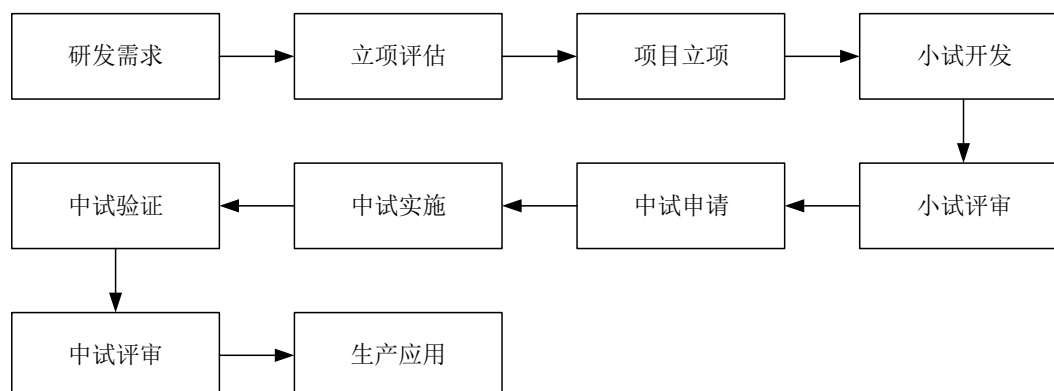 研发需求
立项评估
项目立项
小试开发
小试评审
中试申请
中试实施
中试验证
中试评审
生产应用